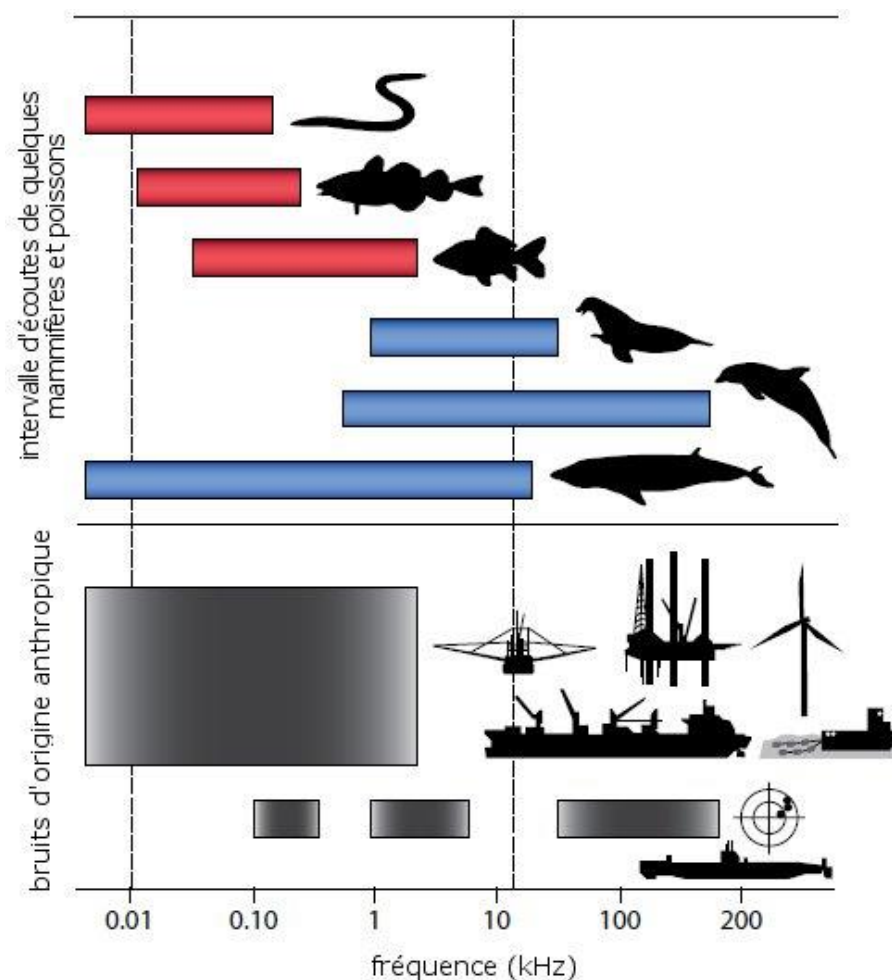 intervalle d'écoutes de quelques
mammifères et poissons
bruits d'origine anthropique
0.01 0.10 1 10 100 200
fréquence (kHz)